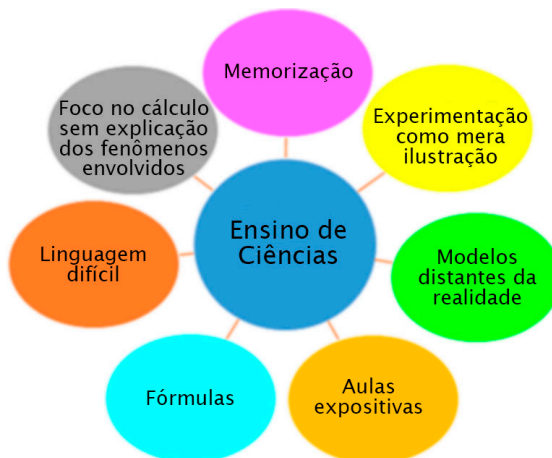 Memorização
Foco no cálculo
sem explicação
dos fenômenos
envolvidos
Experimentação
como mera
ilustração
Ensino de
Ciências
Linguagem
difícil
Modelos
distantes da
realidade
Fórmulas
Aulas
expositivas